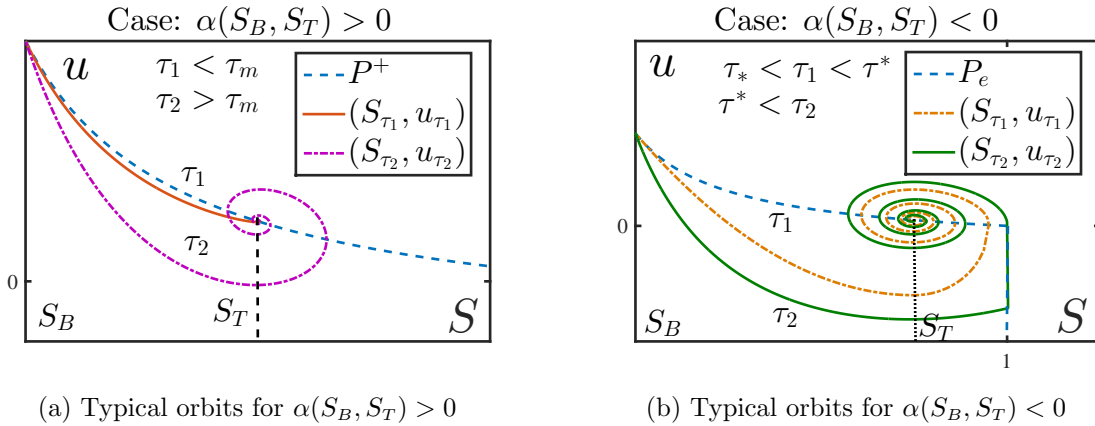 Case: α(S_B, S_T) > 0
u
τ_1 < τ_m
τ_2 > τ_m
P^+
(S_{τ_1}, u_{τ_1})
(S_{τ_2}, u_{τ_2})
τ_1
τ_2
0
S_B
S_T
S
(a) Typical orbits for α(S_B, S_T) > 0
Case: α(S_B, S_T) < 0
u
τ_* < τ_1 < τ^*
τ^* < τ_2
P_e
(S_{τ_1}, u_{τ_1})
(S_{τ_2}, u_{τ_2})
τ_1
0
τ_2
S_B
S_T
S
1
(b) Typical orbits for α(S_B, S_T) < 0